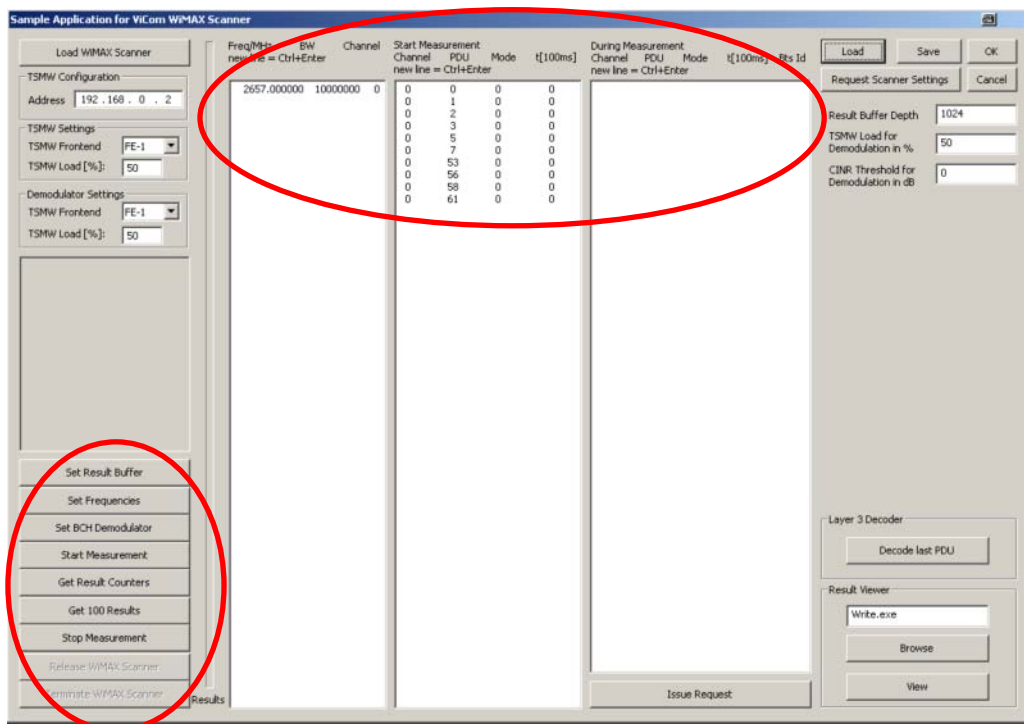 Sample Application for ViCom WiMAX Scanner
Load WiMAX Scanner
TSMW Configuration
Address 192 .168 . 0 . 2
TSMW Settings
TSMW Frontend FE-1
TSMW Load [%]: 50
Demodulator Settings
TSMW Frontend FE-1
TSMW Load [%]: 50
Set Result Buffer
Set Frequencies
Set BCH Demodulator
Start Measurement
Get Result Counters
Get 100 Results
Stop Measurement
Release WiMAX Scanner
Terminate WiMAX Scanner
Results
Freq/MHz BW Channel
new line = Ctrl+Enter
2657.000000 10000000 0
Start Measurement
Channel PDU Mode t[100ms]
new line = Ctrl+Enter
0 0 0 0
0 1 0 0
0 2 0 0
0 3 0 0
0 5 0 0
0 7 0 0
0 53 0 0
0 56 0 0
0 58 0 0
0 61 0 0
During Measurement
Channel PDU Mode t[100ms] Bts Id
new line = Ctrl+Enter
Issue Request
Load Save OK
Request Scanner Settings Cancel
Result Buffer Depth 1024
TSMW Load for
Demodulation in % 50
CINR Threshold for
Demodulation in dB 0
Layer 3 Decoder
Decode last PDU
Result Viewer
Write.exe
Browse
View